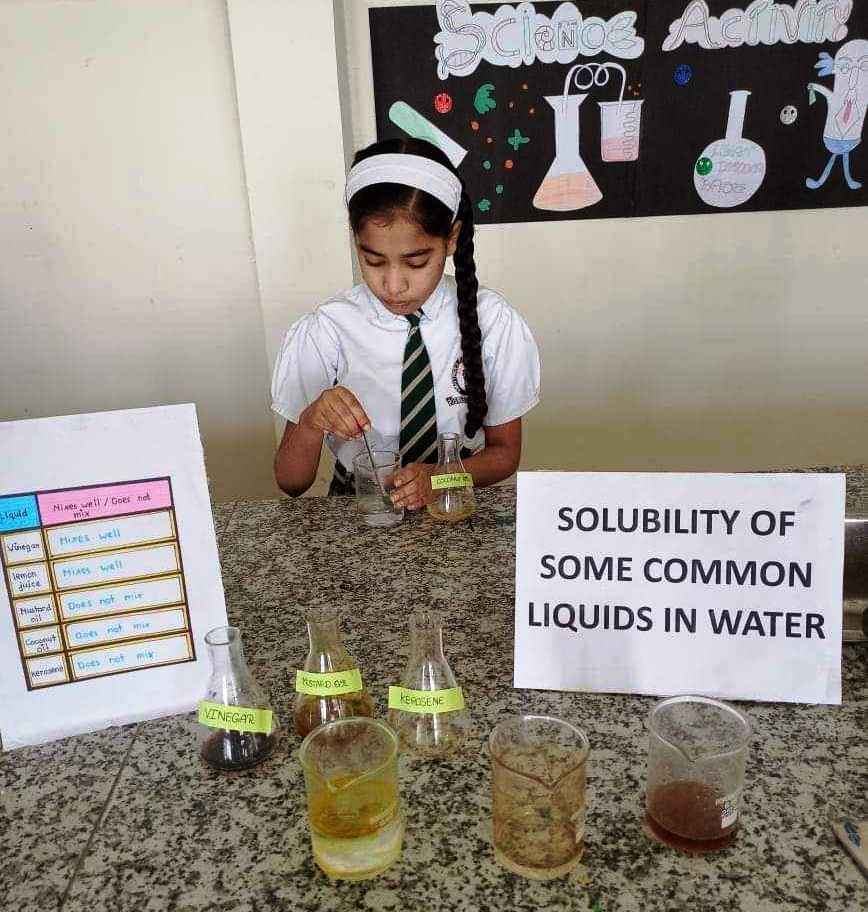 Science Activity
COCONUT OIL
Liquid
Mixes well / Does not
mix
Vinegar
Mixes well
lemon
juice
Mixes well
Mustard
oil
Does not mix
Coconut
oil
Does not mix
kerosene
Does not mix
SOLUBILITY OF
SOME COMMON
LIQUIDS IN WATER
MUSTARD OIL
KEROSENE
VINEGAR